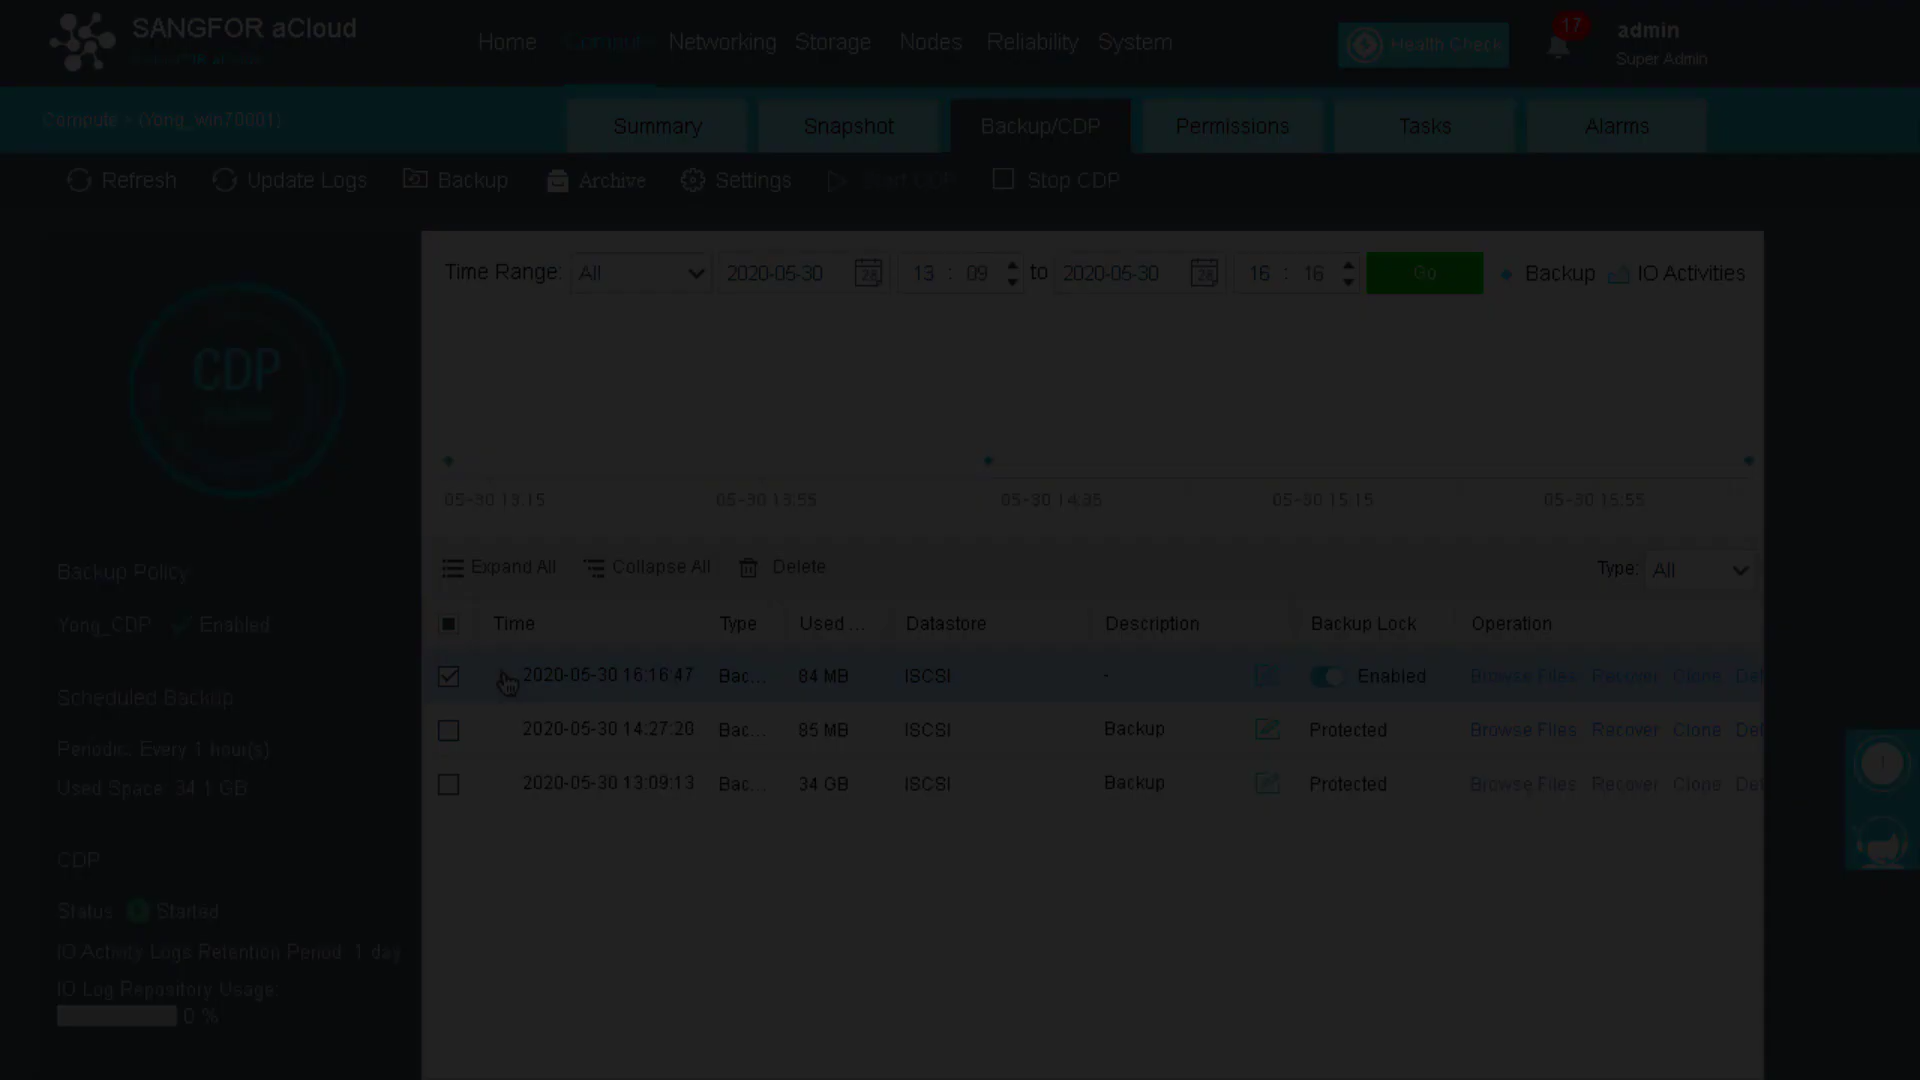 SANGFOR aCloud
Home Compute Networking Storage Nodes Reliability System
Health Check
17
admin
Super Admin
Compute > (Yong_win70001)
Summary Snapshot Backup/CDP Permissions Tasks Alarms
Refresh Update Logs Backup Archive Settings Start CDP Stop CDP
Time Range: All 2020-05-30 13 : 09 to 2020-05-30 16 : 16 Go Backup IO Activities
CDP
05-30 13:15 05-30 13:55 05-30 14:35 05-30 15:15 05-30 15:55
Expand All Collapse All Delete Type: All
Time Type Used ... Datastore Description Backup Lock Operation
2020-05-30 16:16:47 Bac... 84 MB ISCSI - Enabled Browse Files Recover Clone Del
2020-05-30 14:27:20 Bac... 85 MB ISCSI Backup Protected Browse Files Recover Clone Del
2020-05-30 13:09:13 Bac... 34 GB ISCSI Backup Protected Browse Files Recover Clone Del
Backup Policy
Yong_CDP Enabled
Scheduled Backup
Periodic: Every 1 hour(s)
Used Space: 34.1 GB
CDP
Status: Started
IO Activity Logs Retention Period: 1 day
IO Log Repository Usage:
0 %